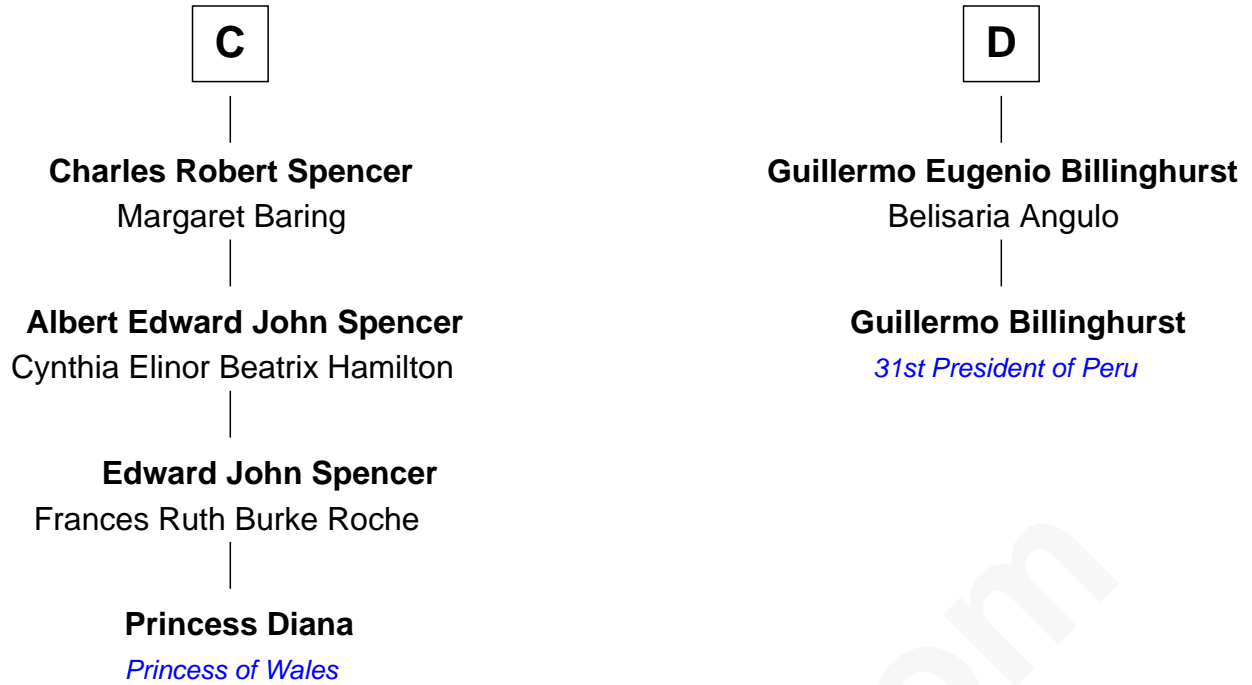 C
Charles Robert Spencer
Margaret Baring
Albert Edward John Spencer
Cynthia Elinor Beatrix Hamilton
Edward John Spencer
Frances Ruth Burke Roche
Princess Diana
Princess of Wales
D
Guillermo Eugenio Billinghurst
Belisaria Angulo
Guillermo Billinghurst
31st President of Peru
om